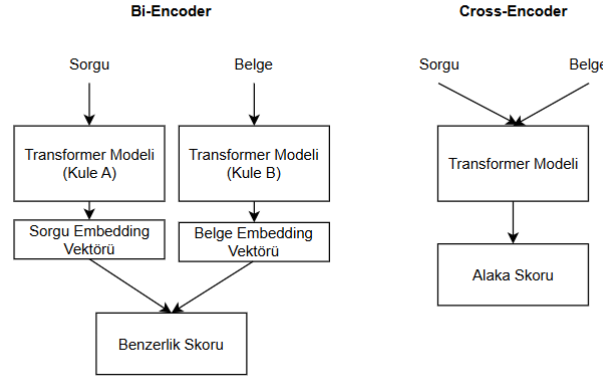 Bi-Encoder
Sorgu
Belge
Transformer Modeli
(Kule A)
Transformer Modeli
(Kule B)
Sorgu Embedding
Vektörü
Belge Embedding
Vektörü
Benzerlik Skoru
Cross-Encoder
Sorgu
Belge
Transformer Modeli
Alaka Skoru